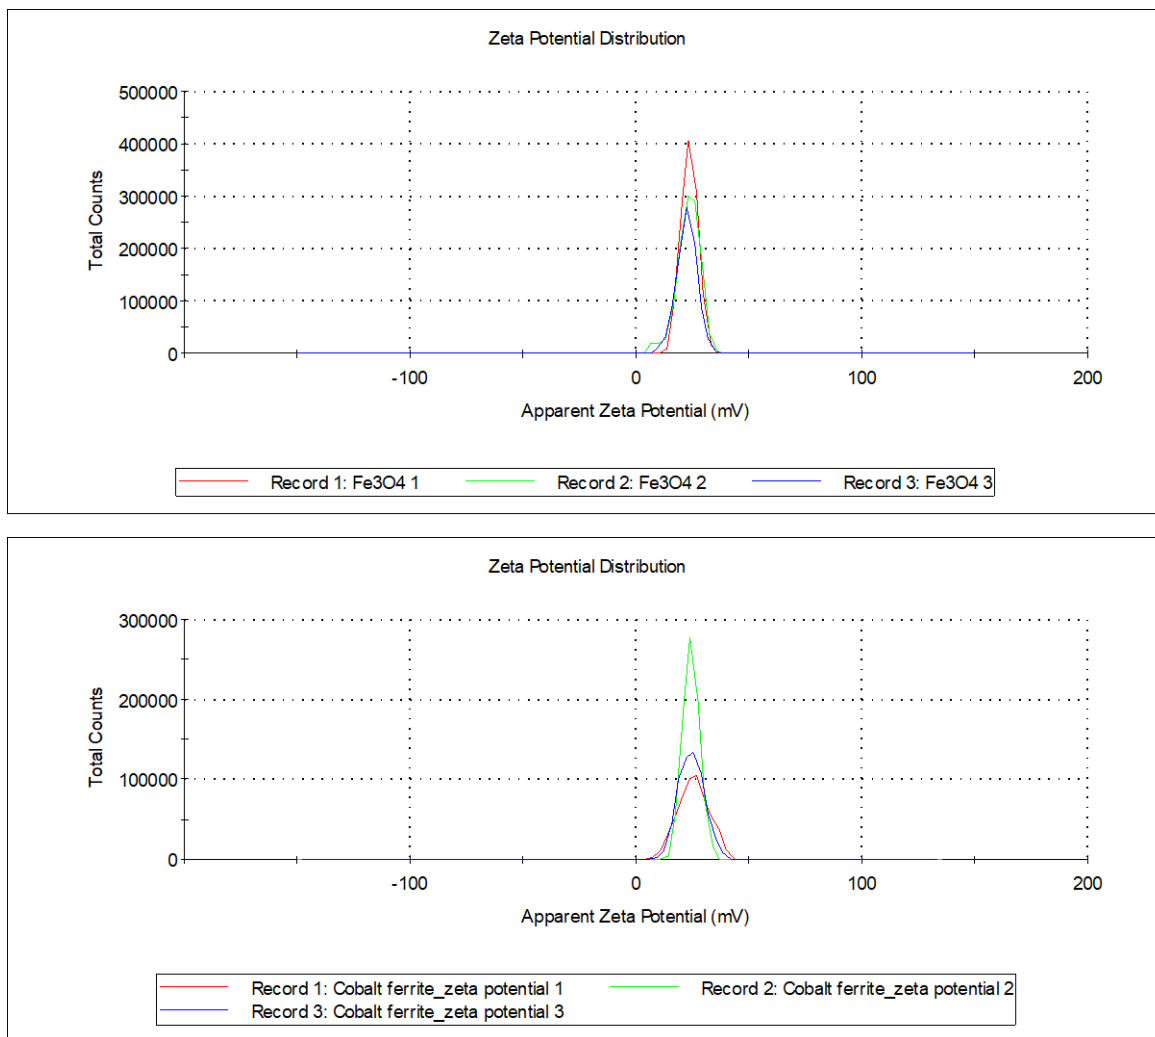 Zeta Potential Distribution
500000
400000
300000
200000
100000
0
Total Counts
-100 0 100 200
Apparent Zeta Potential (mV)
Record 1: Fe3O4 1 Record 2: Fe3O4 2 Record 3: Fe3O4 3
Zeta Potential Distribution
300000
200000
100000
0
Total Counts
-100 0 100 200
Apparent Zeta Potential (mV)
Record 1: Cobalt ferrite_zeta potential 1 Record 2: Cobalt ferrite_zeta potential 2
Record 3: Cobalt ferrite_zeta potential 3